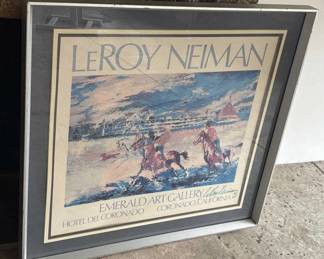 LEROY NEIMAN
EMERALD ART GALLERY
HOTEL DEL CORONADO CORONADO, CALIFORNIA